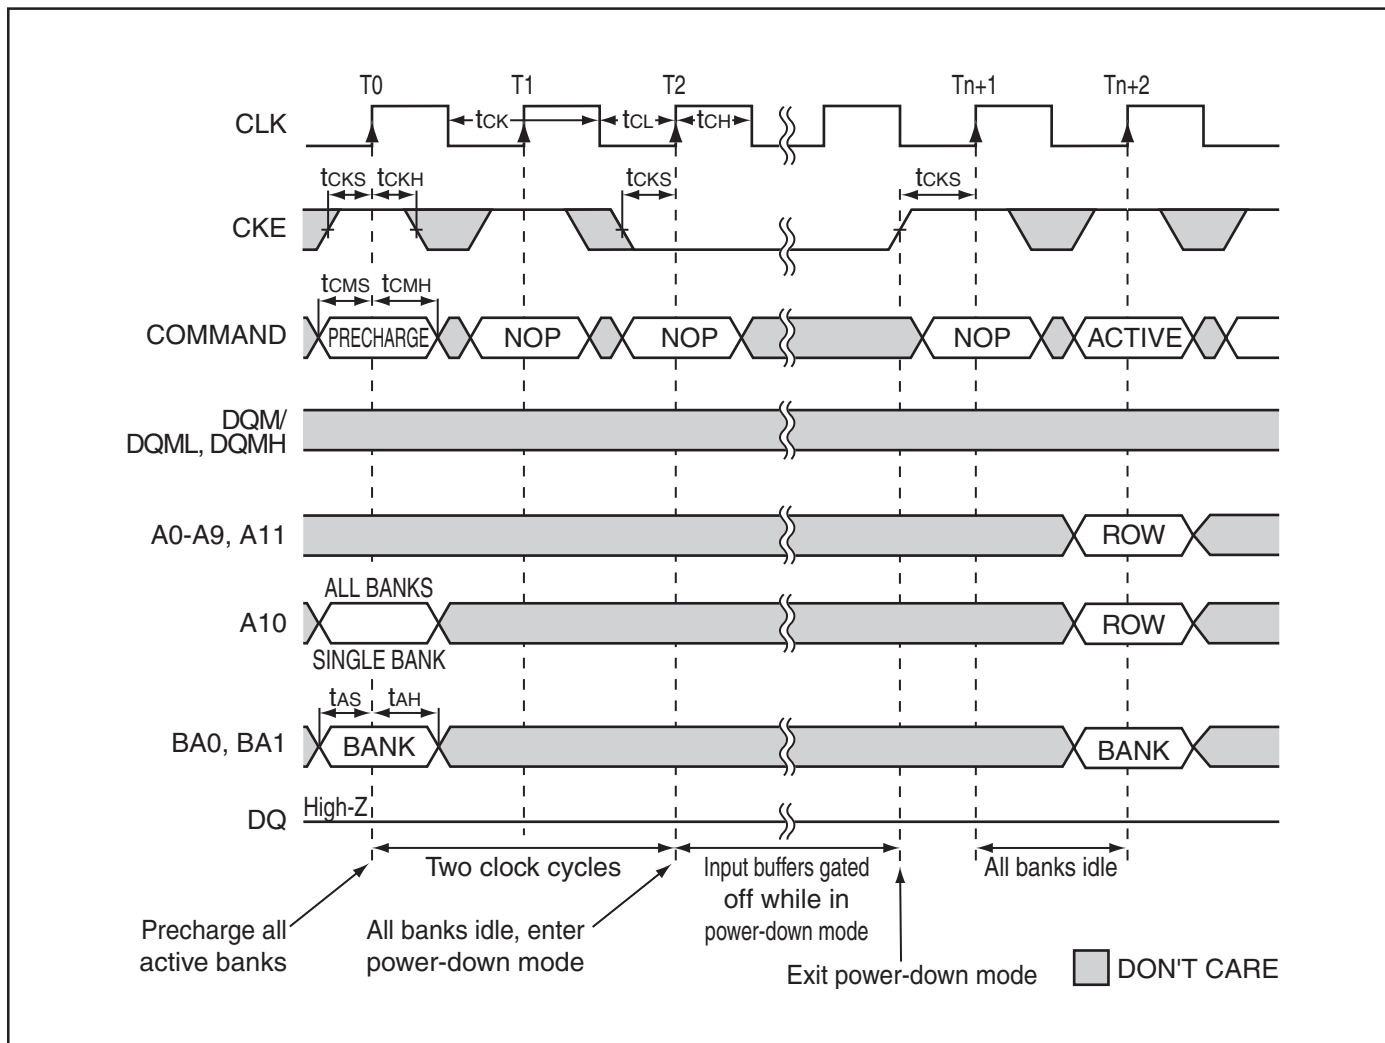 T0 T1 T2 Tn+1 Tn+2
CLK tCK tCL tCH
tCKS tCKH tCKS tCKS
CKE
tCMS tCMH
COMMAND PRECHARGE NOP NOP NOP ACTIVE
DQM/
DQML, DQMH
A0-A9, A11 ROW
ALL BANKS
A10 ROW
SINGLE BANK
tAS tAH
BA0, BA1 BANK BANK
High-Z
DQ
Two clock cycles
Input buffers gated
off while in
power-down mode
All banks idle
Precharge all
active banks
All banks idle, enter
power-down mode
Exit power-down mode
DON'T CARE